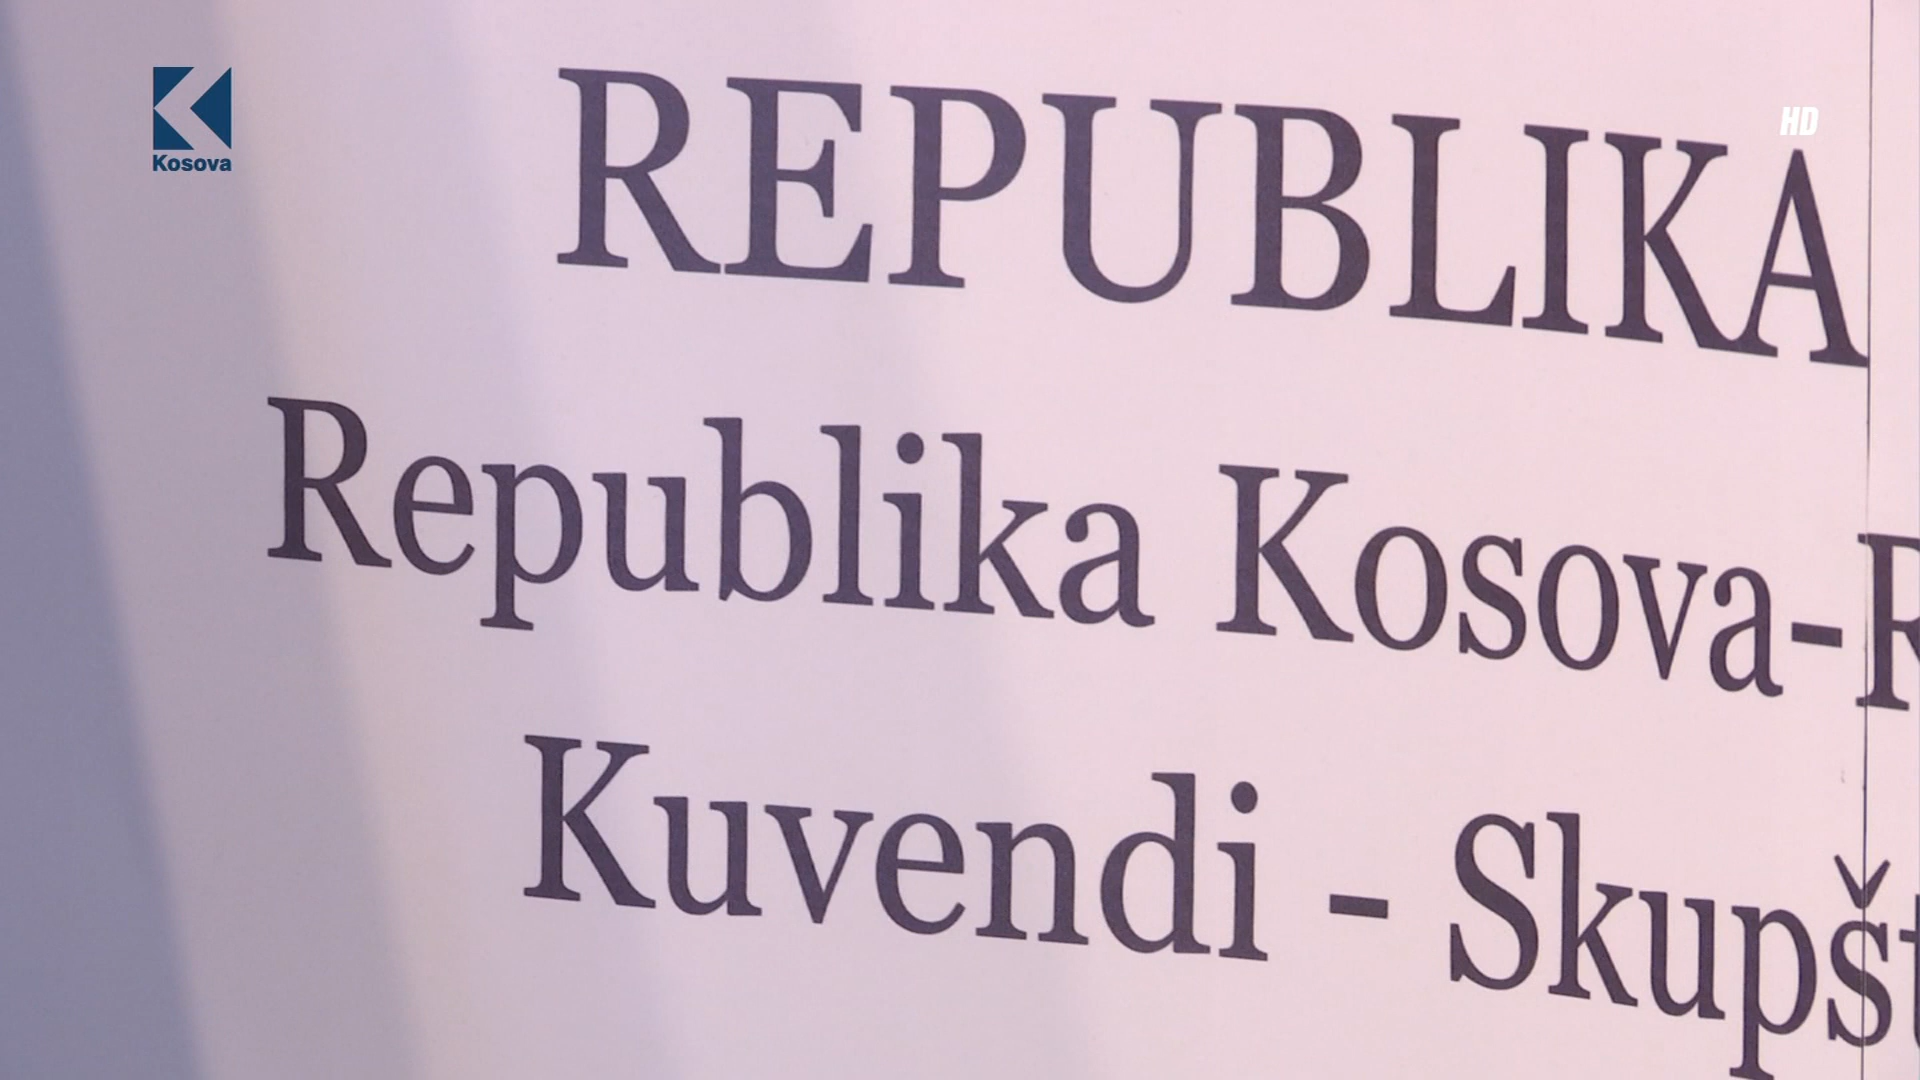 Kosova
HD
REPUBLIKA
Republika Kosova-R
Kuvendi - Skupšt